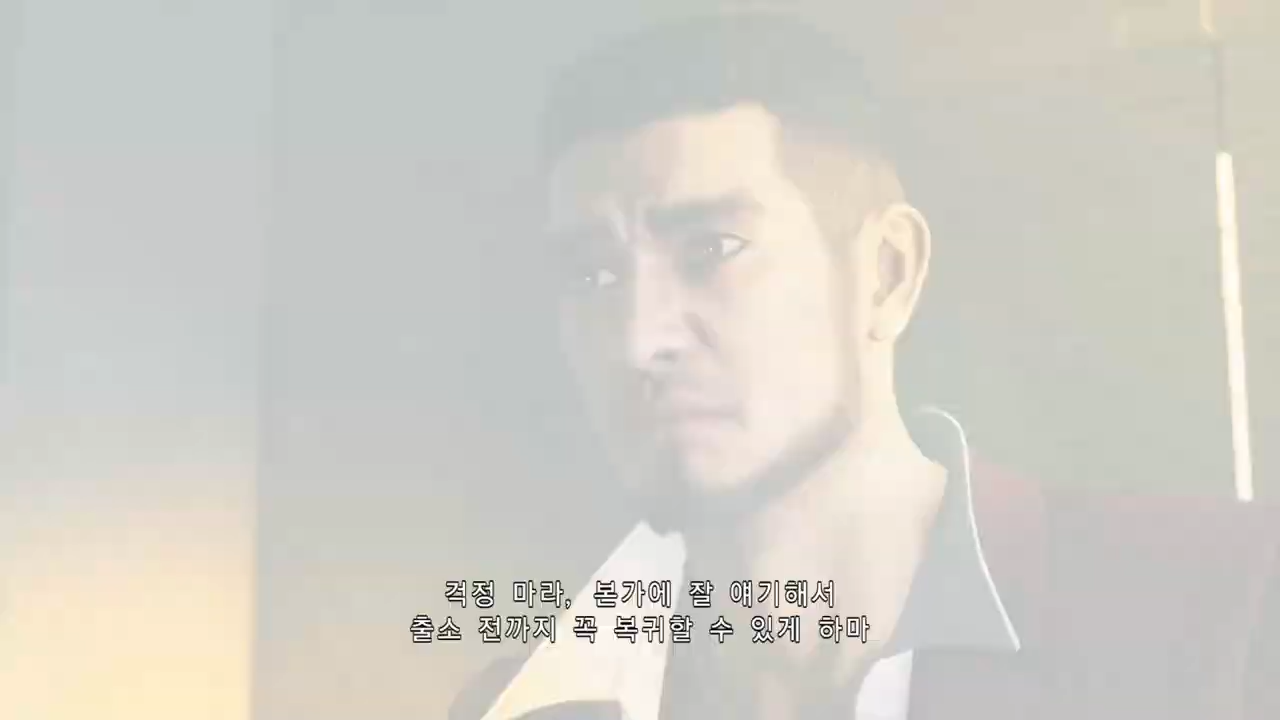 걱정 마라, 본가에 잘 얘기해서
출소 전까지 꼭 복귀할 수 있게 하마